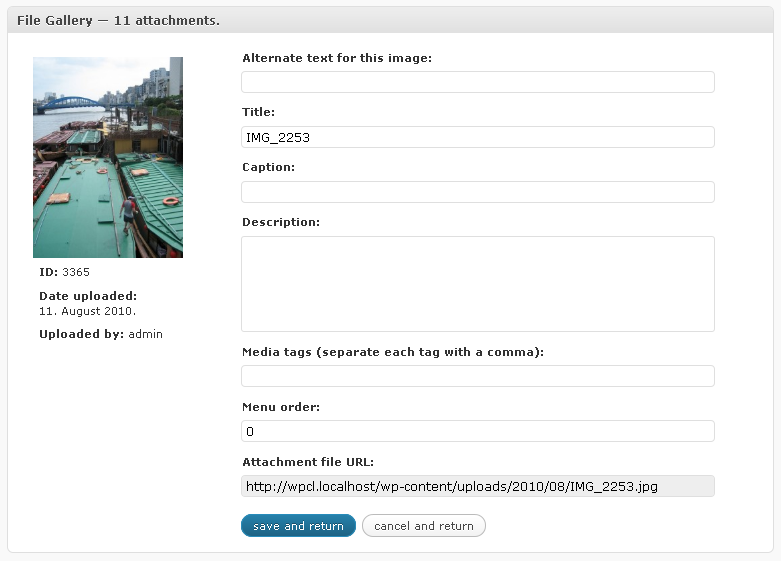 File Gallery — 11 attachments.
Alternate text for this image:
Title:
IMG_2253
Caption:
Description:
ID: 3365
Date uploaded:
11. August 2010.
Uploaded by: admin
Media tags (separate each tag with a comma):
Menu order:
0
Attachment file URL:
http://wpcl.localhost/wp-content/uploads/2010/08/IMG_2253.jpg
save and return
cancel and return